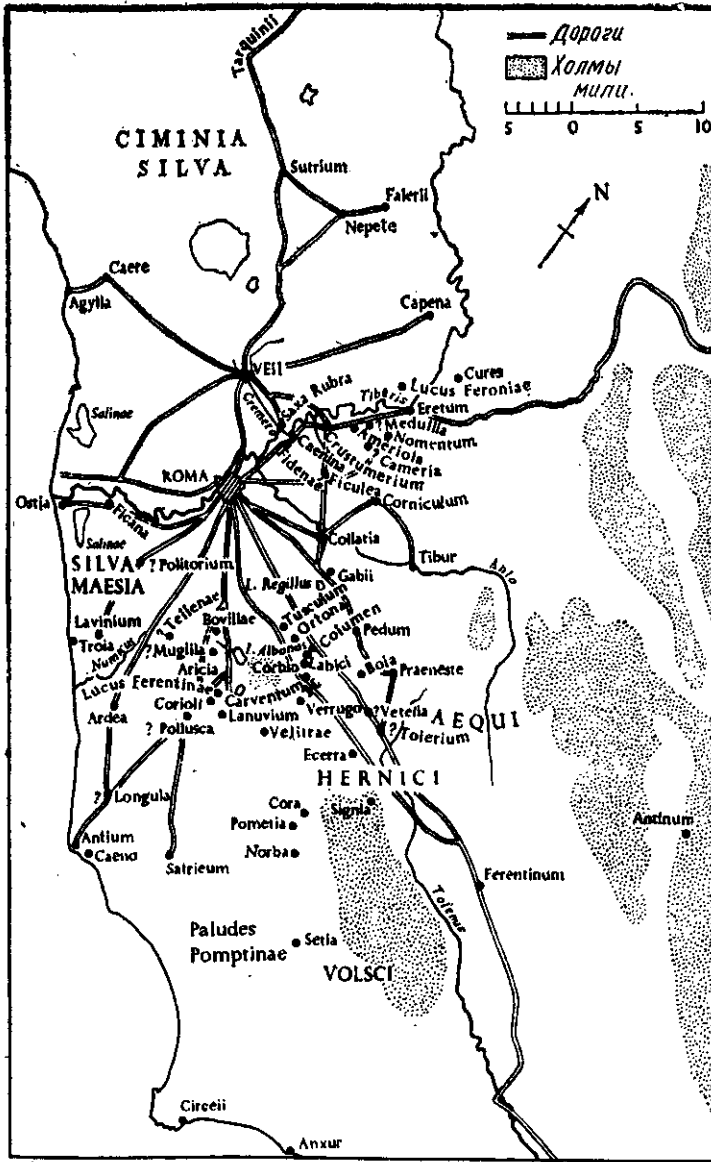 Дороги
Холмы
мили.
5 0 5 10
Tarquinii
CIMINIA
SILVA
Sutrium
Falerii
Nepete
N
Caere
Agylla
Capena
VEII
Saxa Rubra
Cremera
Tiberis
Lucus Feroniae
Cures
Eretum
? Medullia
Ameriola
Nomentum
? Cameria
Crustumerium
Caenina
Fidenae
Ficulea
Salinae
ROMA
Corniculum
Ostia
Ficana
Salinae
Collatia
Tibur
Anio
SILVA
MAESIA
? Politorium
L. Regillus
Gabii
Lavinium
Troia
Numicus
? Tellenae
Bovillae
Tusculum
Ortona
Columen
Pedum
? Mugilla
L. Albanus
Aricia
Corbio
Labici
Bola
Praeneste
Lucus Ferentinae
Carventum
Corioli
Lanuvium
Verrugo
? Vetelia
AEQUI
Ardea
? Pollusca
Velitrae
? Tolerium
Ecerra
HERNICI
? Longula
Cora
Signia
Pometia
Antinum
Antium
Caeno
Satricum
Norba
Ferentinum
Tolenus
Paludes
Pomptinae
Setia
VOLSCI
Circeii
Anxur